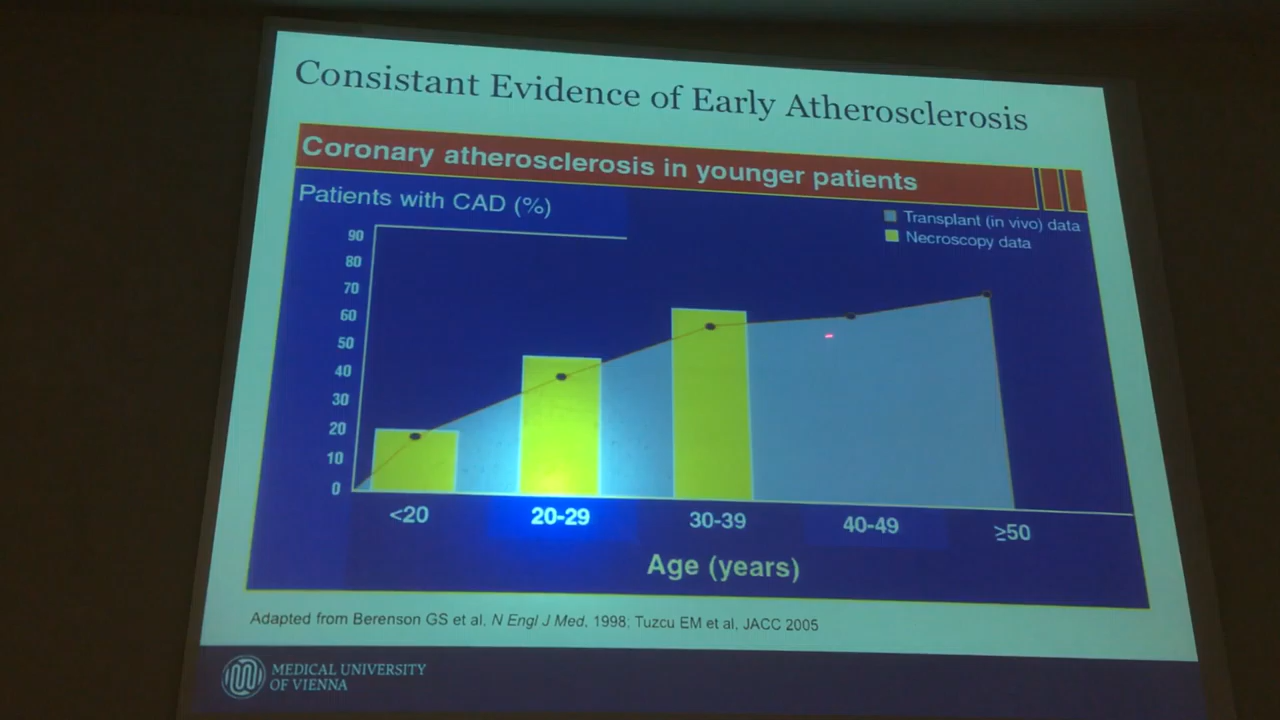 Consistant Evidence of Early Atherosclerosis
Coronary atherosclerosis in younger patients
Patients with CAD (%)
Transplant (in vivo) data
Necroscopy data
90
80
70
60
50
40
30
20
10
0
<20 20-29 30-39 40-49 ≥50
Age (years)
Adapted from Berenson GS et al, N Engl J Med, 1998; Tuzcu EM et al, JACC 2005
MEDICAL UNIVERSITY
OF VIENNA